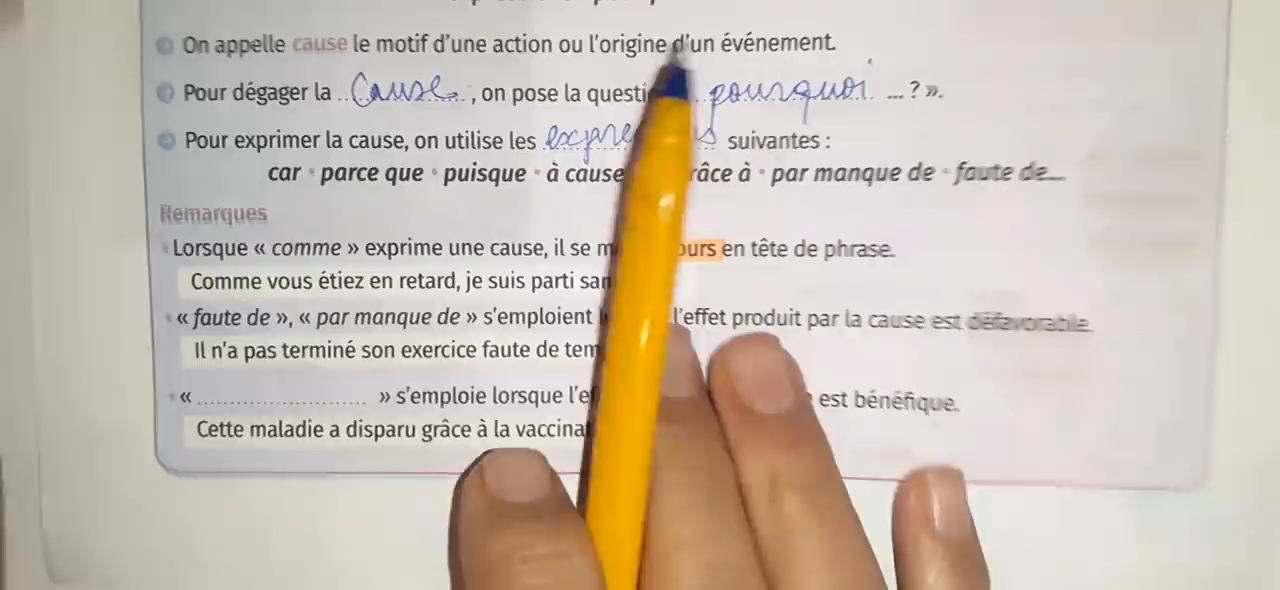 On appelle cause le motif d'une action ou l'origine d'un événement.
Pour dégager la Cause, on pose la questi pourquoi ... ? ».
Pour exprimer la cause, on utilise les suivantes :
car • parce que • puisque • à cause râce à • par manque de • faute de...
Remarques
Lorsque « comme » exprime une cause, il se m ours en tête de phrase.
Comme vous étiez en retard, je suis parti san
« faute de », « par manque de » s'emploient l'effet produit par la cause est défavorable.
Il n'a pas terminé son exercice faute de tem
« ........................ » s'emploie lorsque l'e est bénéfique.
Cette maladie a disparu grâce à la vaccina